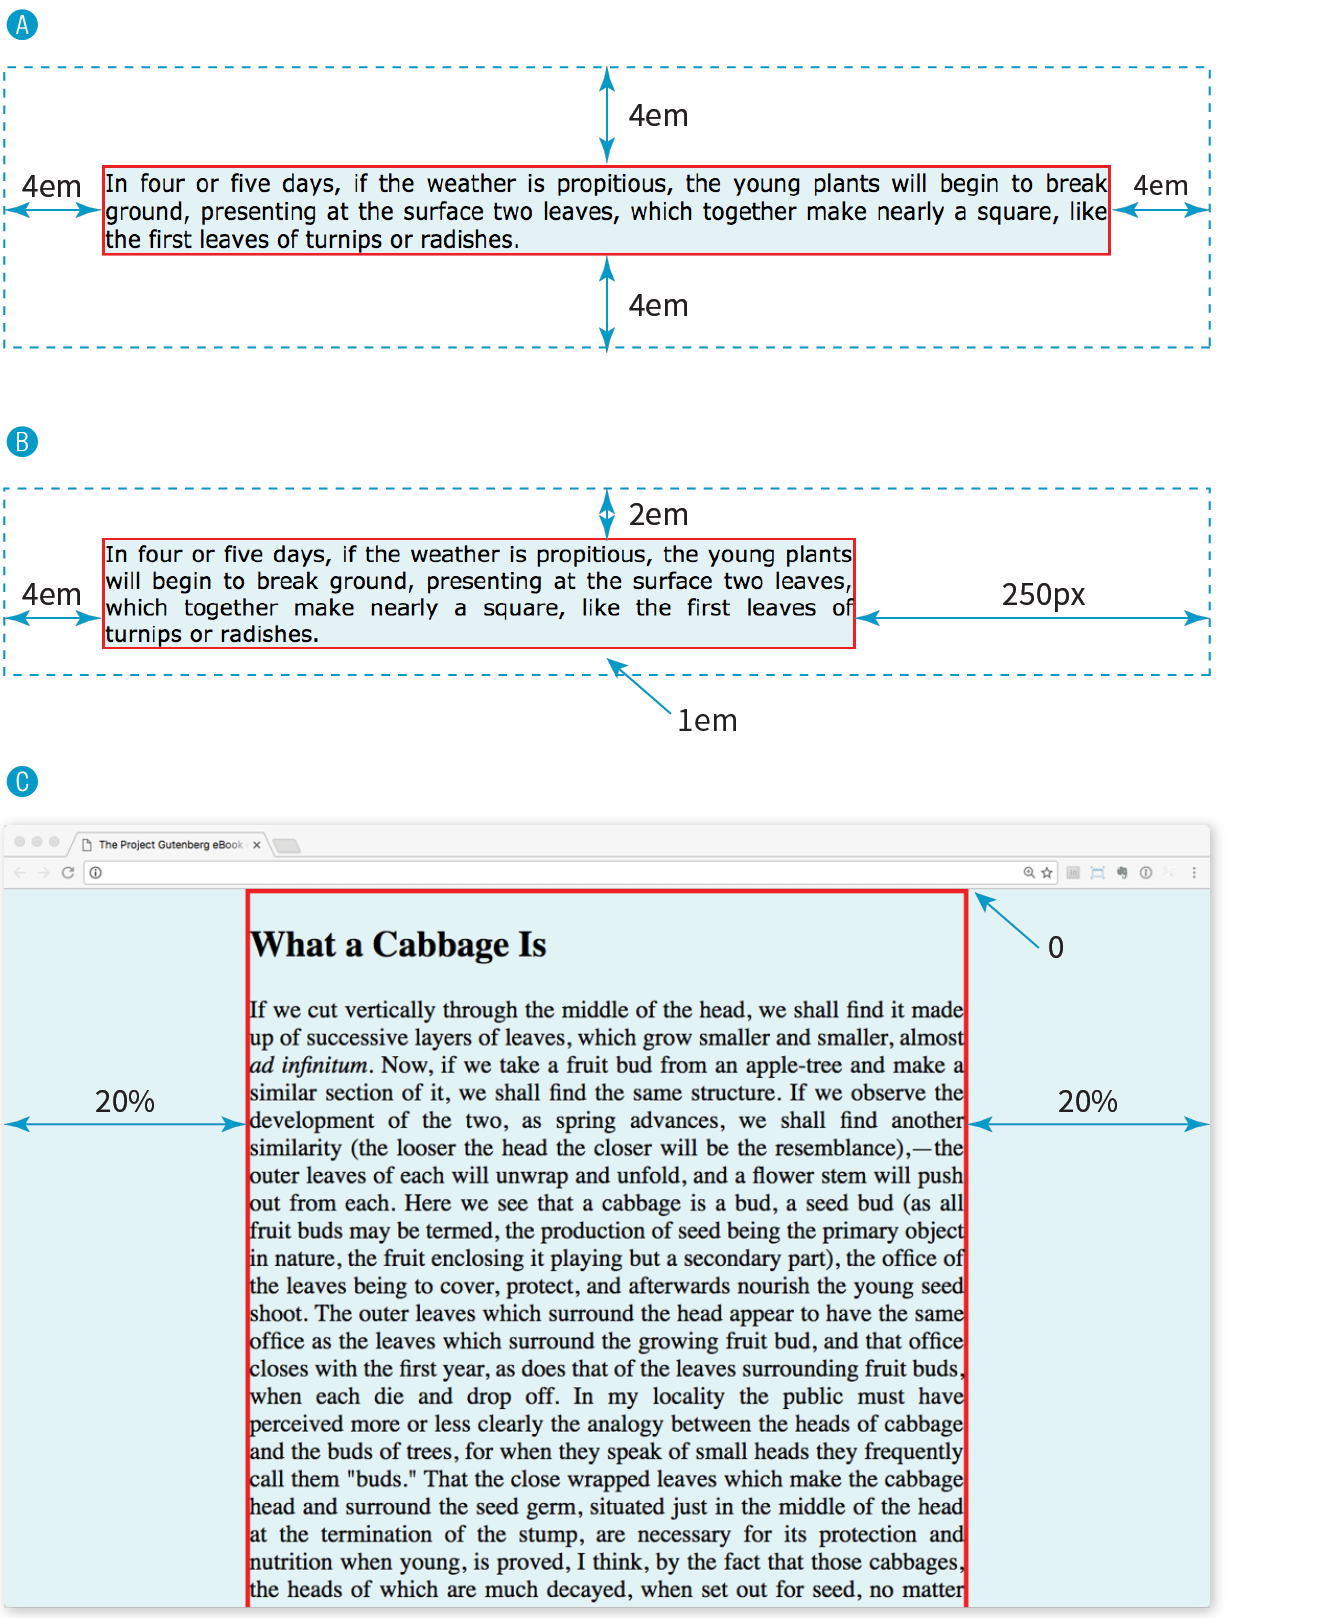 A
4em
4em
4em
In four or five days, if the weather is propitious, the young plants will begin to break
ground, presenting at the surface two leaves, which together make nearly a square, like
the first leaves of turnips or radishes.
4em
B
2em
4em
250px
In four or five days, if the weather is propitious, the young plants
will begin to break ground, presenting at the surface two leaves,
which together make nearly a square, like the first leaves of
turnips or radishes.
1em
C
The Project Gutenberg eBook
0
What a Cabbage Is
20%
20%
If we cut vertically through the middle of the head, we shall find it made
up of successive layers of leaves, which grow smaller and smaller, almost
ad infinitum. Now, if we take a fruit bud from an apple-tree and make a
similar section of it, we shall find the same structure. If we observe the
development of the two, as spring advances, we shall find another
similarity (the looser the head the closer will be the resemblance),—the
outer leaves of each will unwrap and unfold, and a flower stem will push
out from each. Here we see that a cabbage is a bud, a seed bud (as all
fruit buds may be termed, the production of seed being the primary object
in nature, the fruit enclosing it playing but a secondary part), the office of
the leaves being to cover, protect, and afterwards nourish the young seed
shoot. The outer leaves which surround the head appear to have the same
office as the leaves which surround the growing fruit bud, and that office
closes with the first year, as does that of the leaves surrounding fruit buds,
when each die and drop off. In my locality the public must have
perceived more or less clearly the analogy between the heads of cabbage
and the buds of trees, for when they speak of small heads they frequently
call them "buds." That the close wrapped leaves which make the cabbage
head and surround the seed germ, situated just in the middle of the head
at the termination of the stump, are necessary for its protection and
nutrition when young, is proved, I think, by the fact that those cabbages,
the heads of which are much decayed, when set out for seed, no matter